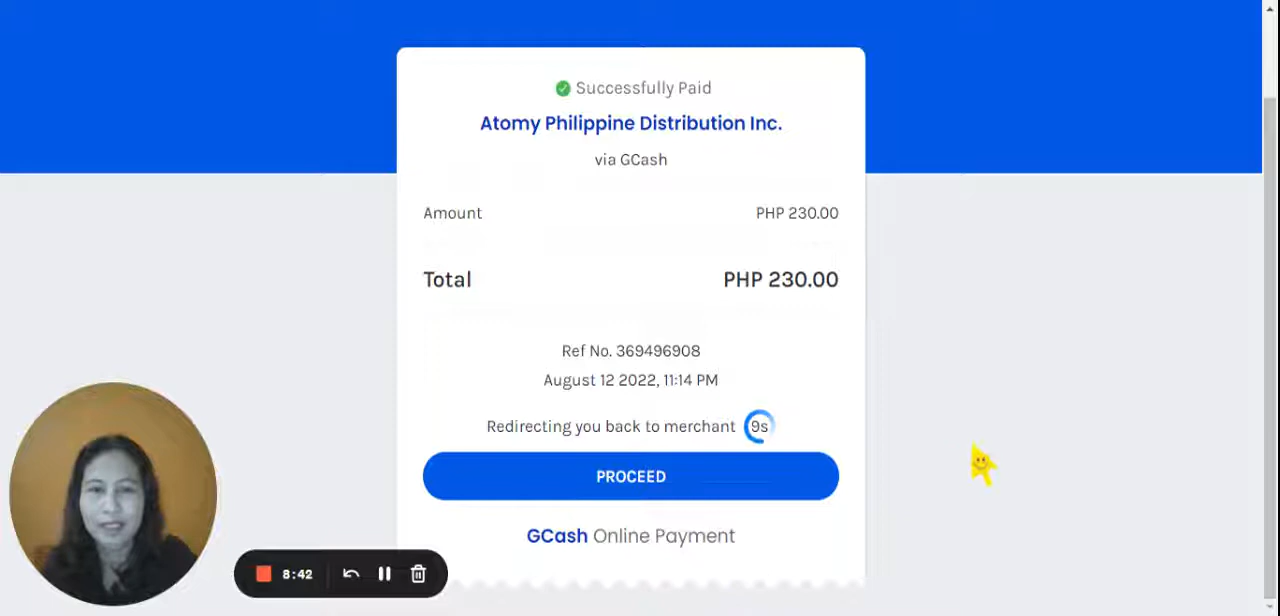 Successfully Paid
Atomy Philippine Distribution Inc.
via GCash
Amount PHP 230.00
Total PHP 230.00
Ref No. 369496908
August 12 2022, 11:14 PM
Redirecting you back to merchant 9s
PROCEED
GCash Online Payment
8:42